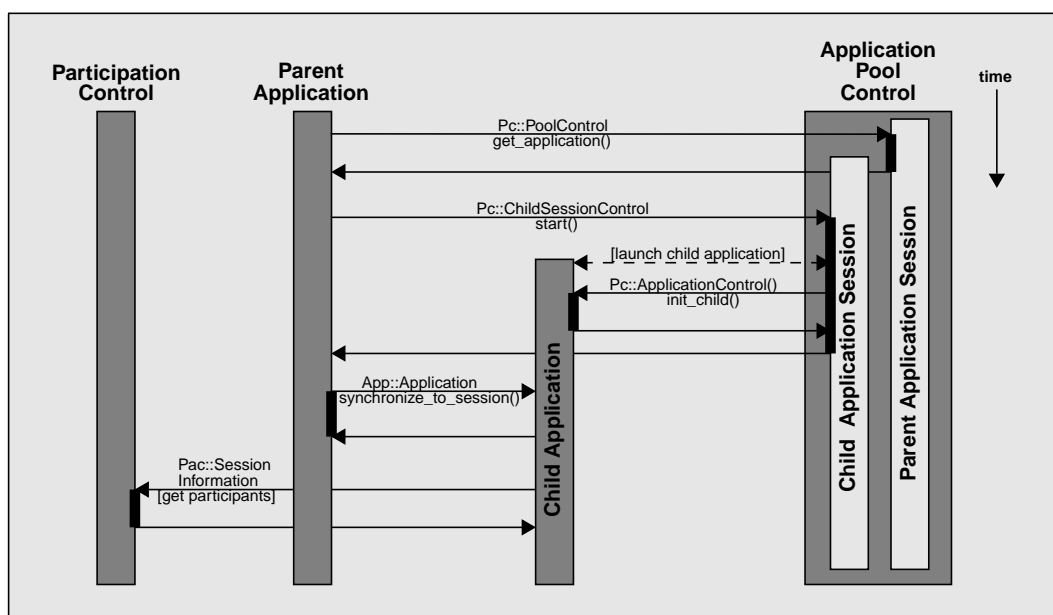 Participation
Control
Parent
Application
Application
Pool
Control
time
Pc::PoolControl
get_application()
Pc::ChildSessionControl
start()
[launch child application]
Pc::ApplicationControl()
init_child()
App::Application
synchronize_to_session()
Pac::Session
Information
[get participants]
Child Application
Child Application Session
Parent Application Session